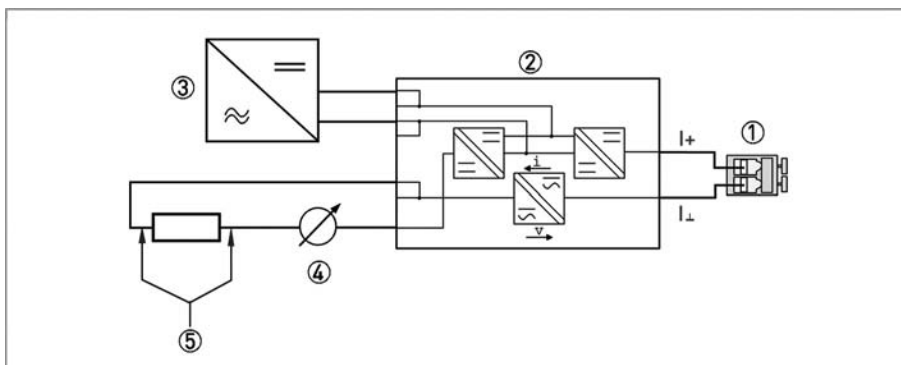 ②
③
①
I+
i
I⊥
v
④
⑤